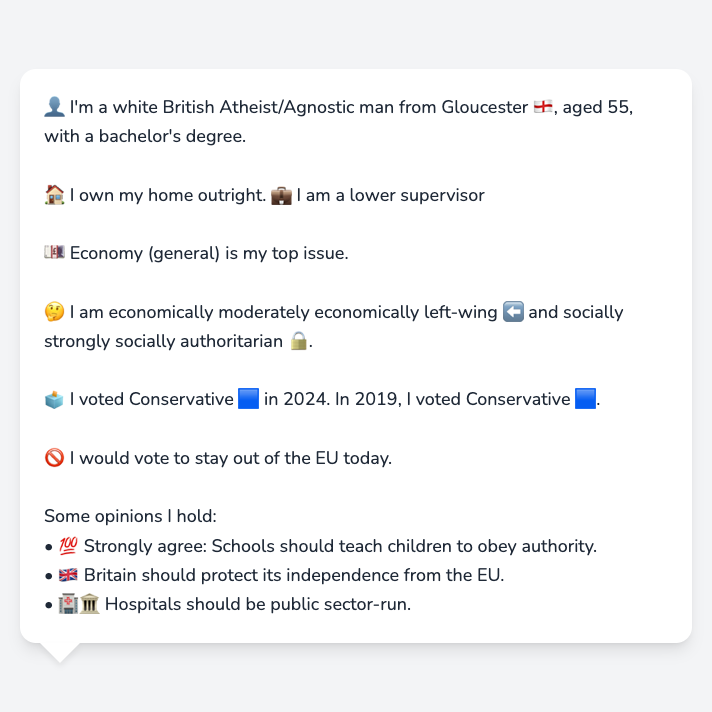 👤 I'm a white British Atheist/Agnostic man from Gloucester 🏴󠁧󠁢󠁥󠁮󠁧󠁿, aged 55,
with a bachelor's degree.
🏠 I own my home outright. 💼 I am a lower supervisor
💷 Economy (general) is my top issue.
🤔 I am economically moderately economically left-wing ⬅️ and socially
strongly socially authoritarian 🔒.
🗳️ I voted Conservative 🟦 in 2024. In 2019, I voted Conservative 🟦.
🚫 I would vote to stay out of the EU today.
Some opinions I hold:
• 💯 Strongly agree: Schools should teach children to obey authority.
• 🇬🇧 Britain should protect its independence from the EU.
• 🏥🏛️ Hospitals should be public sector-run.